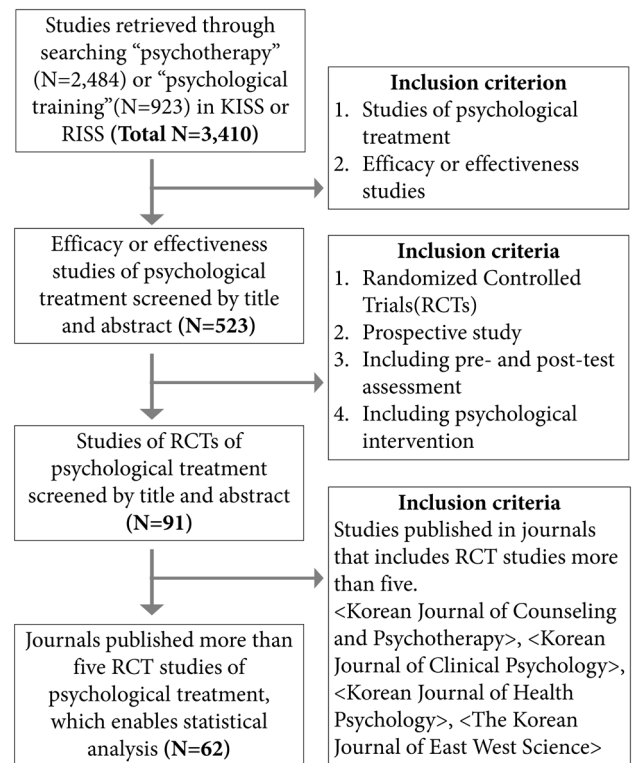 Studies retrieved through
searching “psychotherapy”
(N=2,484) or “psychological
training”(N=923) in KISS or
RISS (Total N=3,410)
Inclusion criterion
1. Studies of psychological
treatment
2. Efficacy or effectiveness
studies
Efficacy or effectiveness
studies of psychological
treatment screened by title
and abstract (N=523)
Inclusion criteria
1. Randomized Controlled
Trials(RCTs)
2. Prospective study
3. Including pre- and post-test
assessment
4. Including psychological
intervention
Studies of RCTs of
psychological treatment
screened by title and abstract
(N=91)
Inclusion criteria
Studies published in journals
that includes RCT studies more
than five.
<Korean Journal of Counseling
and Psychotherapy>, <Korean
Journal of Clinical Psychology>,
<Korean Journal of Health
Psychology>, <The Korean
Journal of East West Science>
Journals published more than
five RCT studies of
psychological treatment,
which enables statistical
analysis (N=62)